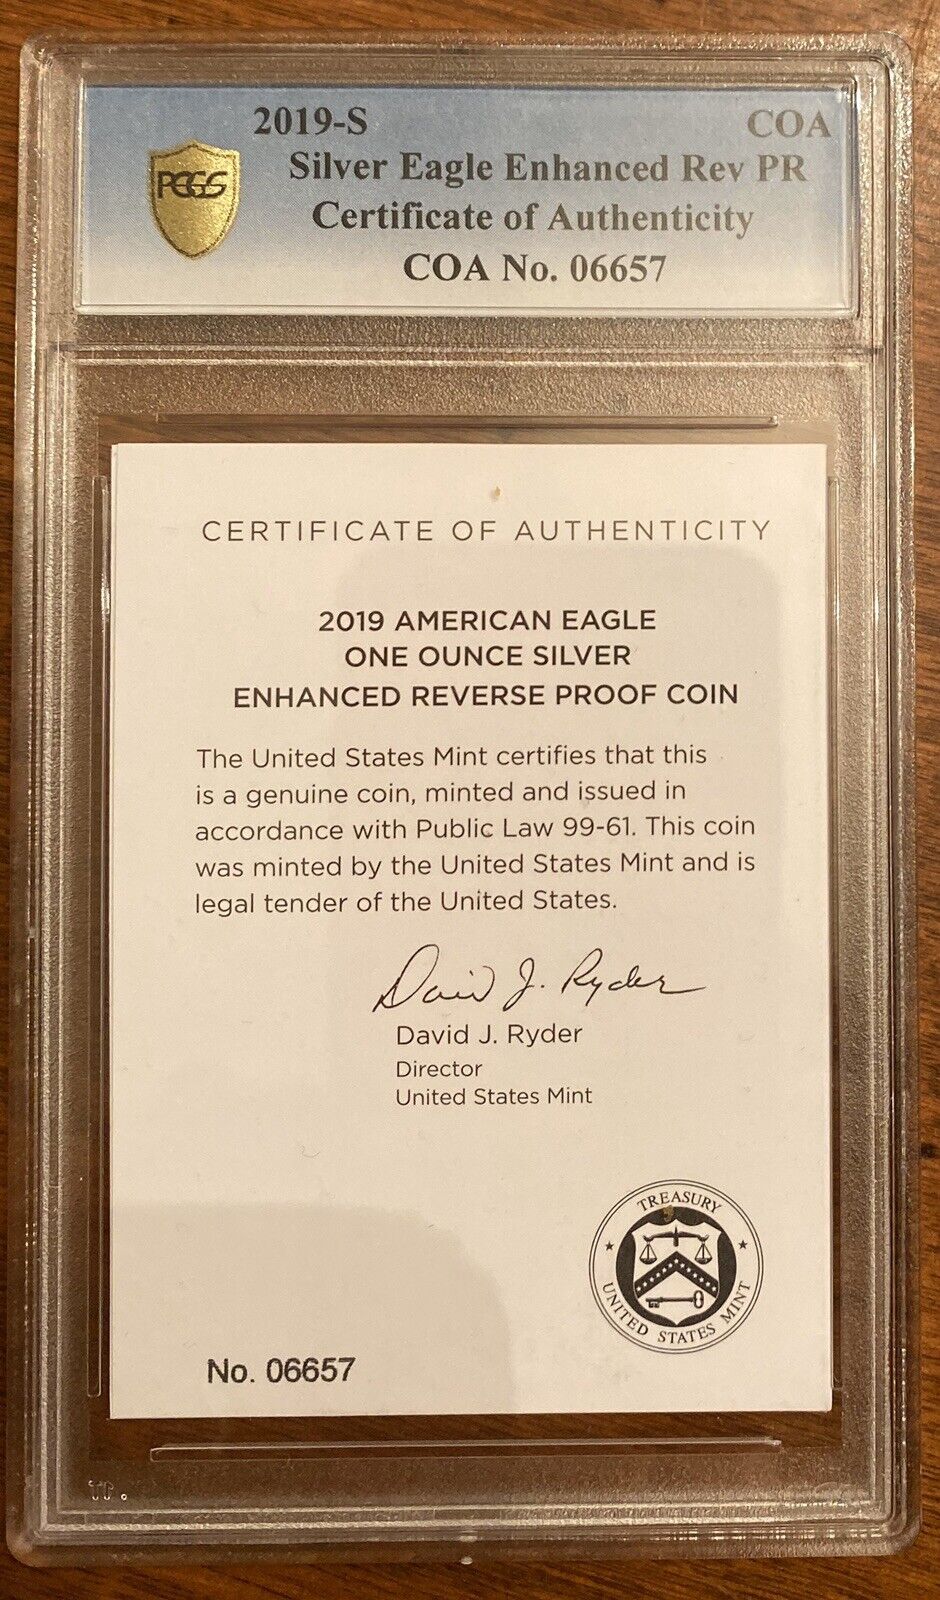 2019-S COA
PCGS
Silver Eagle Enhanced Rev PR
Certificate of Authenticity
COA No. 06657
CERTIFICATE OF AUTHENTICITY
2019 AMERICAN EAGLE
ONE OUNCE SILVER
ENHANCED REVERSE PROOF COIN
The United States Mint certifies that this
is a genuine coin, minted and issued in
accordance with Public Law 99-61. This coin
was minted by the United States Mint and is
legal tender of the United States.
David J. Ryder
David J. Ryder
Director
United States Mint
TREASURY
UNITED STATES MINT
No. 06657